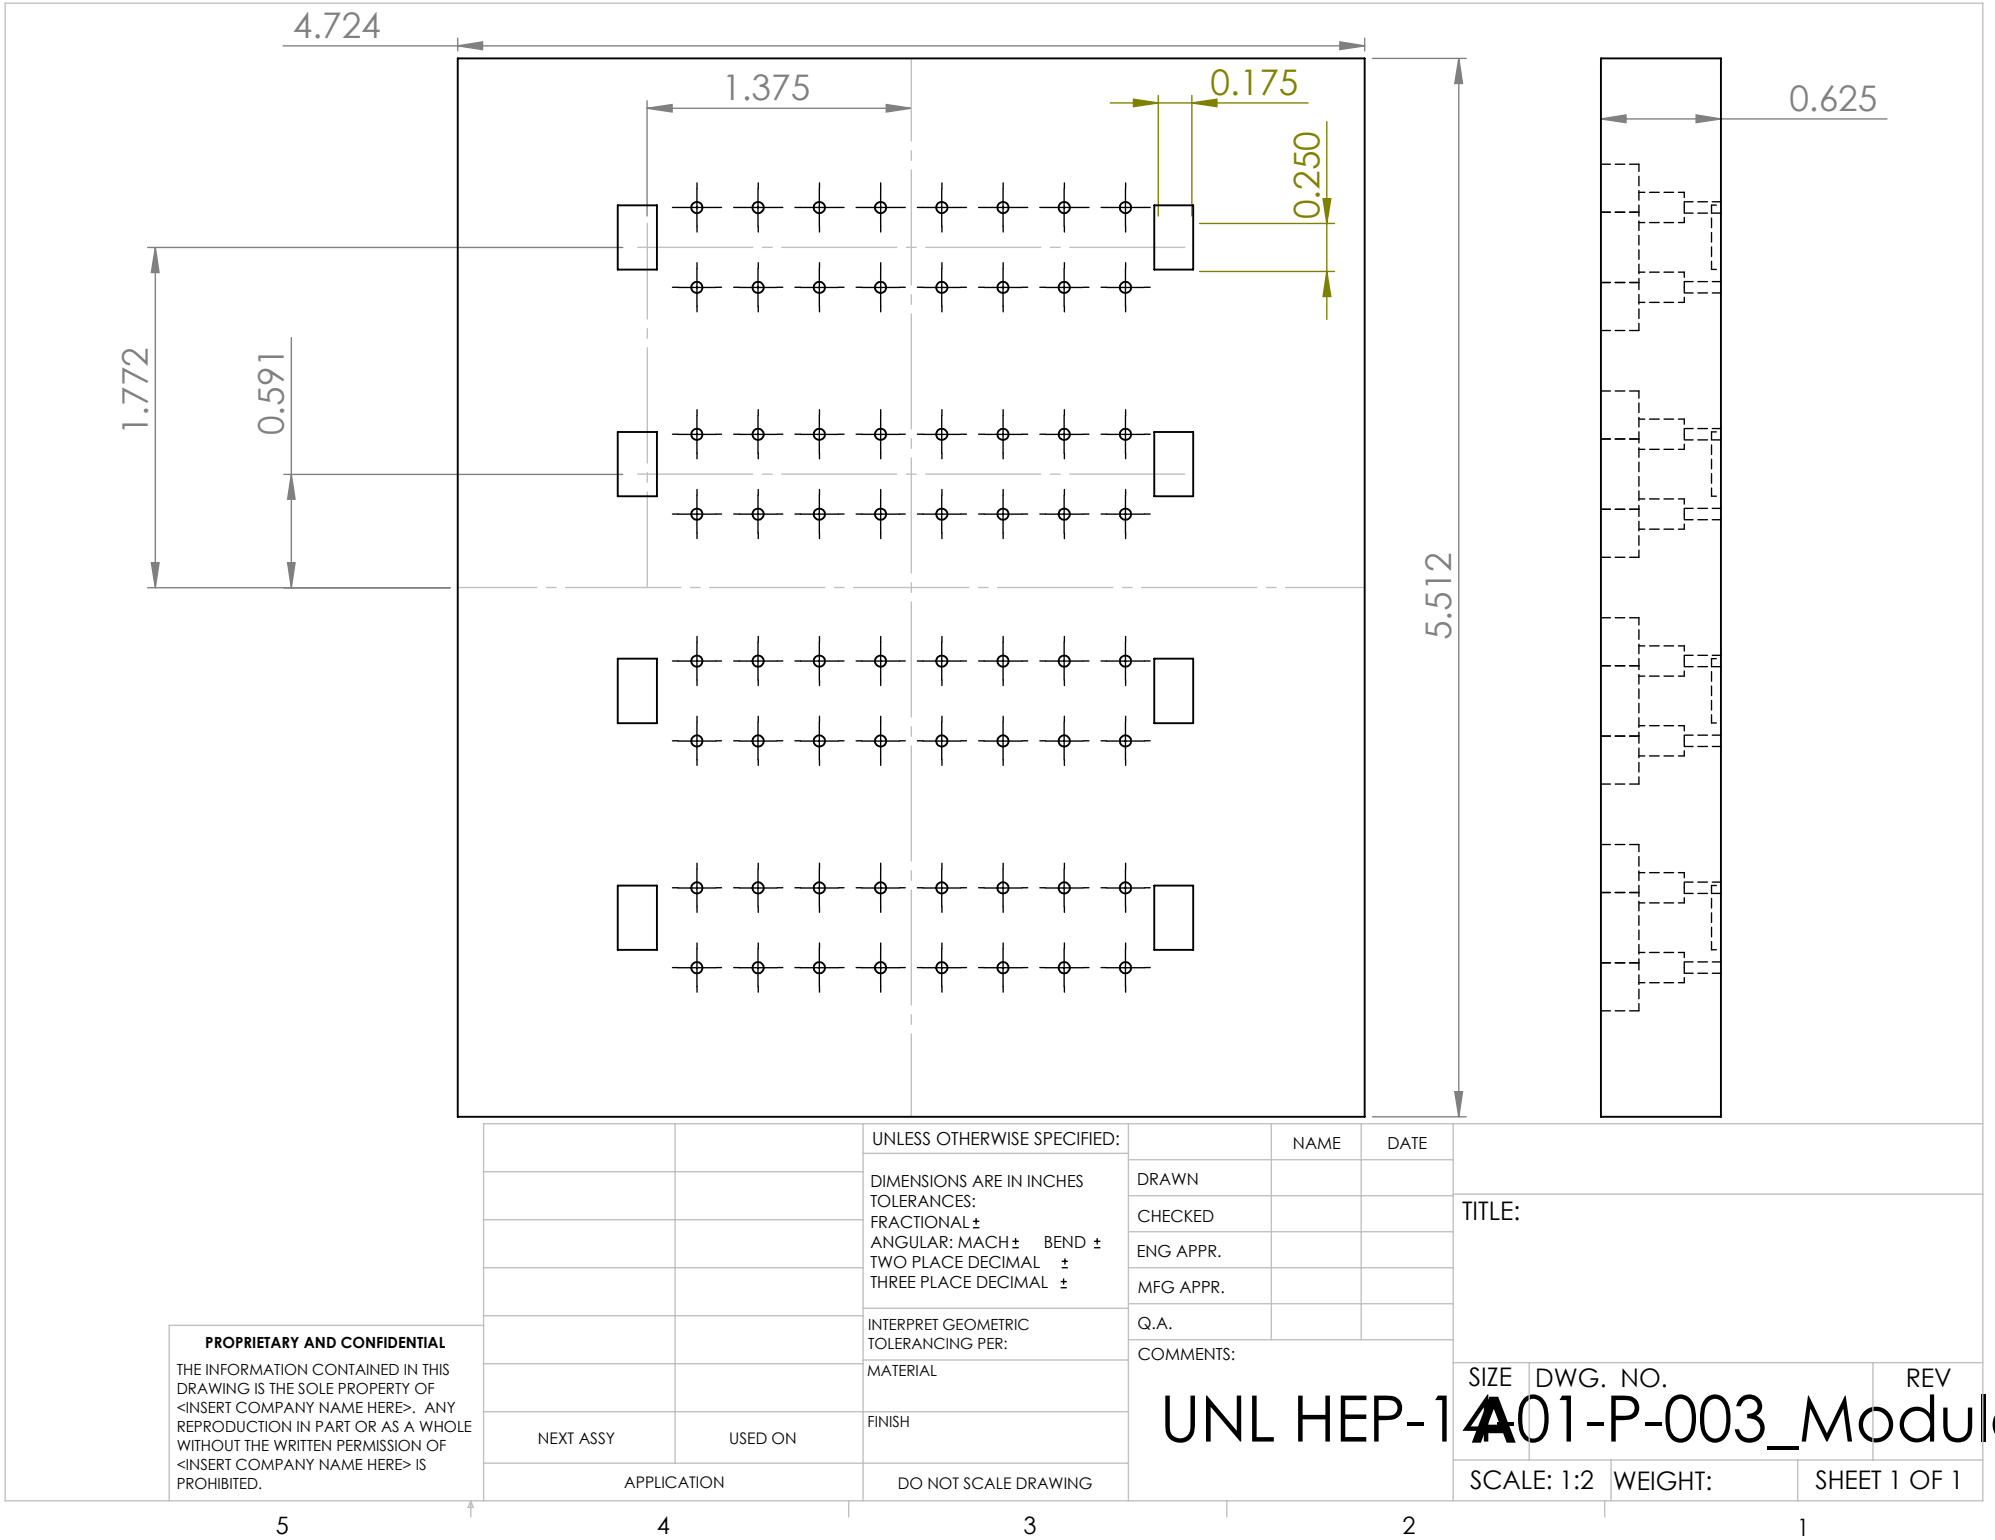 4.724
1.375
0.175
0.625
0.250
1.772
0.591
5.512
UNLESS OTHERWISE SPECIFIED:
DIMENSIONS ARE IN INCHES
TOLERANCES:
FRACTIONAL ±
ANGULAR: MACH ± BEND ±
TWO PLACE DECIMAL ±
THREE PLACE DECIMAL ±
INTERPRET GEOMETRIC
TOLERANCING PER:
MATERIAL
FINISH
DO NOT SCALE DRAWING
NAME DATE
DRAWN
CHECKED
ENG APPR.
MFG APPR.
Q.A.
COMMENTS:
TITLE:
SIZE DWG. NO. REV
A
UNL HEP-14-01-P-003_Modul
SCALE: 1:2 WEIGHT: SHEET 1 OF 1
PROPRIETARY AND CONFIDENTIAL
THE INFORMATION CONTAINED IN THIS
DRAWING IS THE SOLE PROPERTY OF
<INSERT COMPANY NAME HERE>. ANY
REPRODUCTION IN PART OR AS A WHOLE
WITHOUT THE WRITTEN PERMISSION OF
<INSERT COMPANY NAME HERE> IS
PROHIBITED.
NEXT ASSY USED ON
APPLICATION
5 4 3 2 1